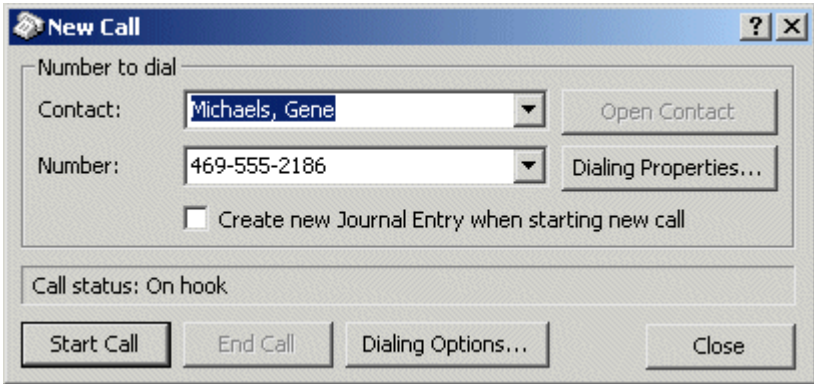 New Call
Number to dial
Contact: Michaels, Gene Open Contact
Number: 469-555-2186 Dialing Properties...
Create new Journal Entry when starting new call
Call status: On hook
Start Call End Call Dialing Options... Close